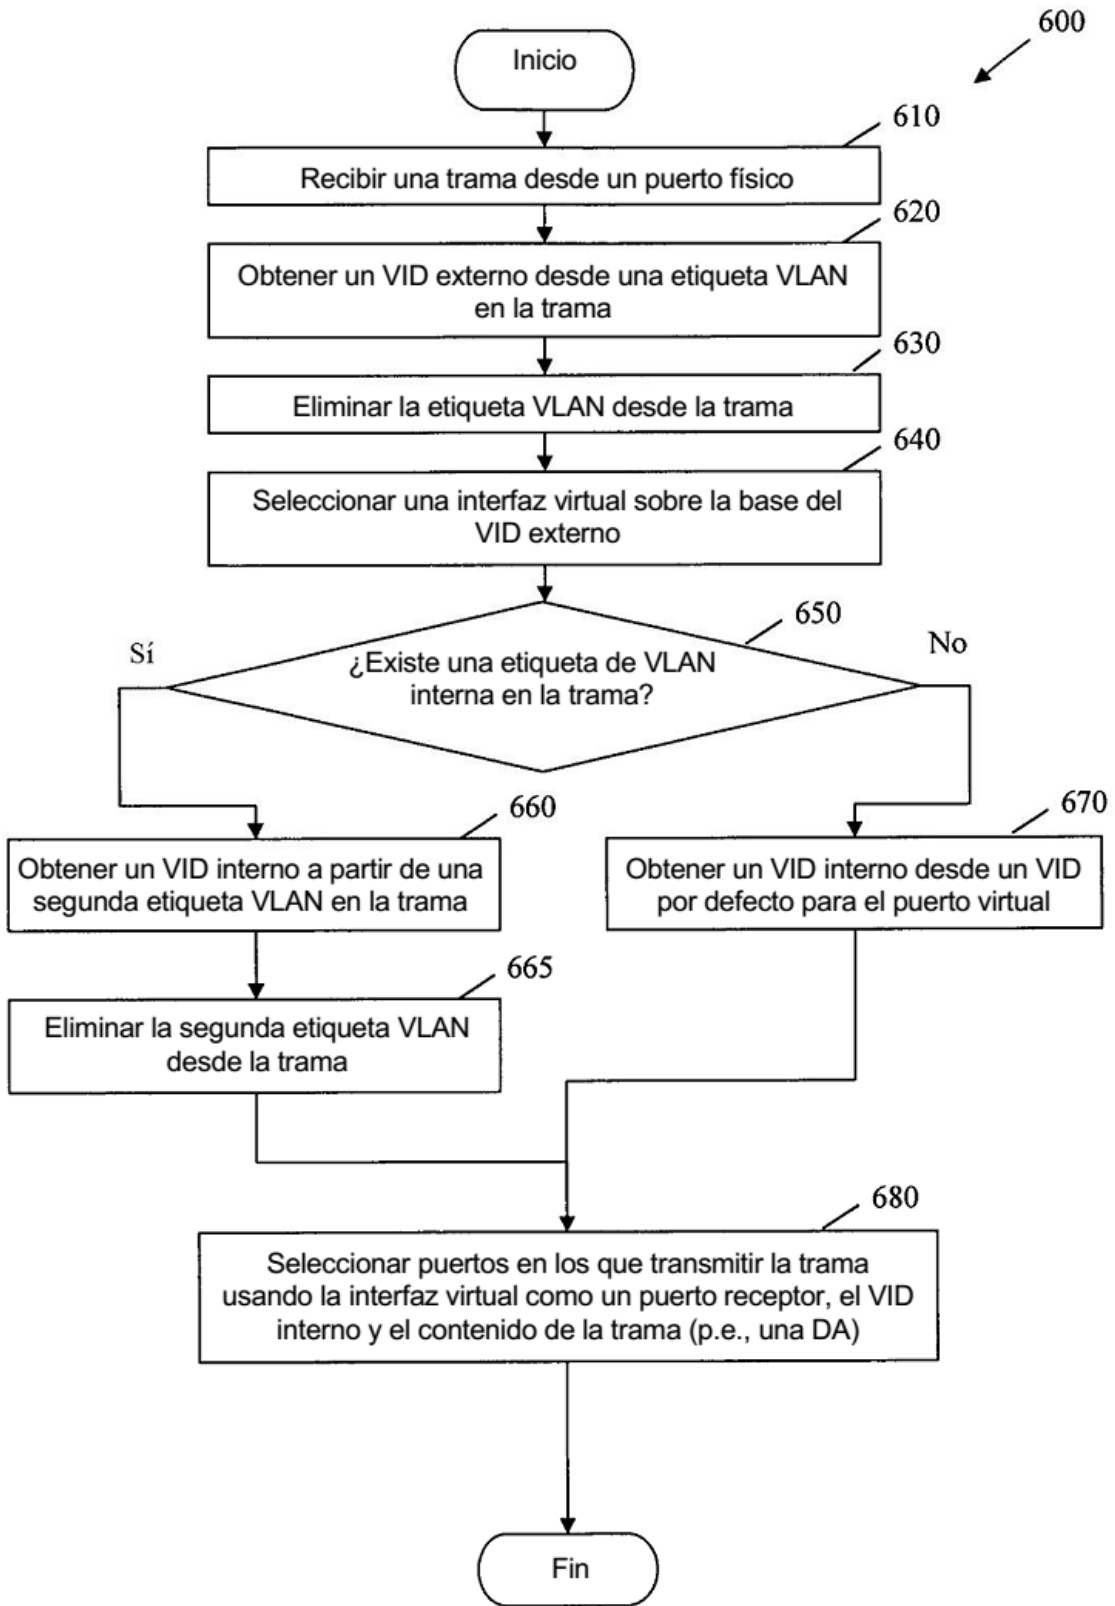 600
Inicio
610
Recibir una trama desde un puerto físico
620
Obtener un VID externo desde una etiqueta VLAN
en la trama
630
Eliminar la etiqueta VLAN desde la trama
640
Seleccionar una interfaz virtual sobre la base del
VID externo
650
Sí
No
¿Existe una etiqueta de VLAN
interna en la trama?
660
Obtener un VID interno a partir de una
segunda etiqueta VLAN en la trama
670
Obtener un VID interno desde un VID
por defecto para el puerto virtual
665
Eliminar la segunda etiqueta VLAN
desde la trama
680
Seleccionar puertos en los que transmitir la trama
usando la interfaz virtual como un puerto receptor, el VID
interno y el contenido de la trama (p.e., una DA)
Fin